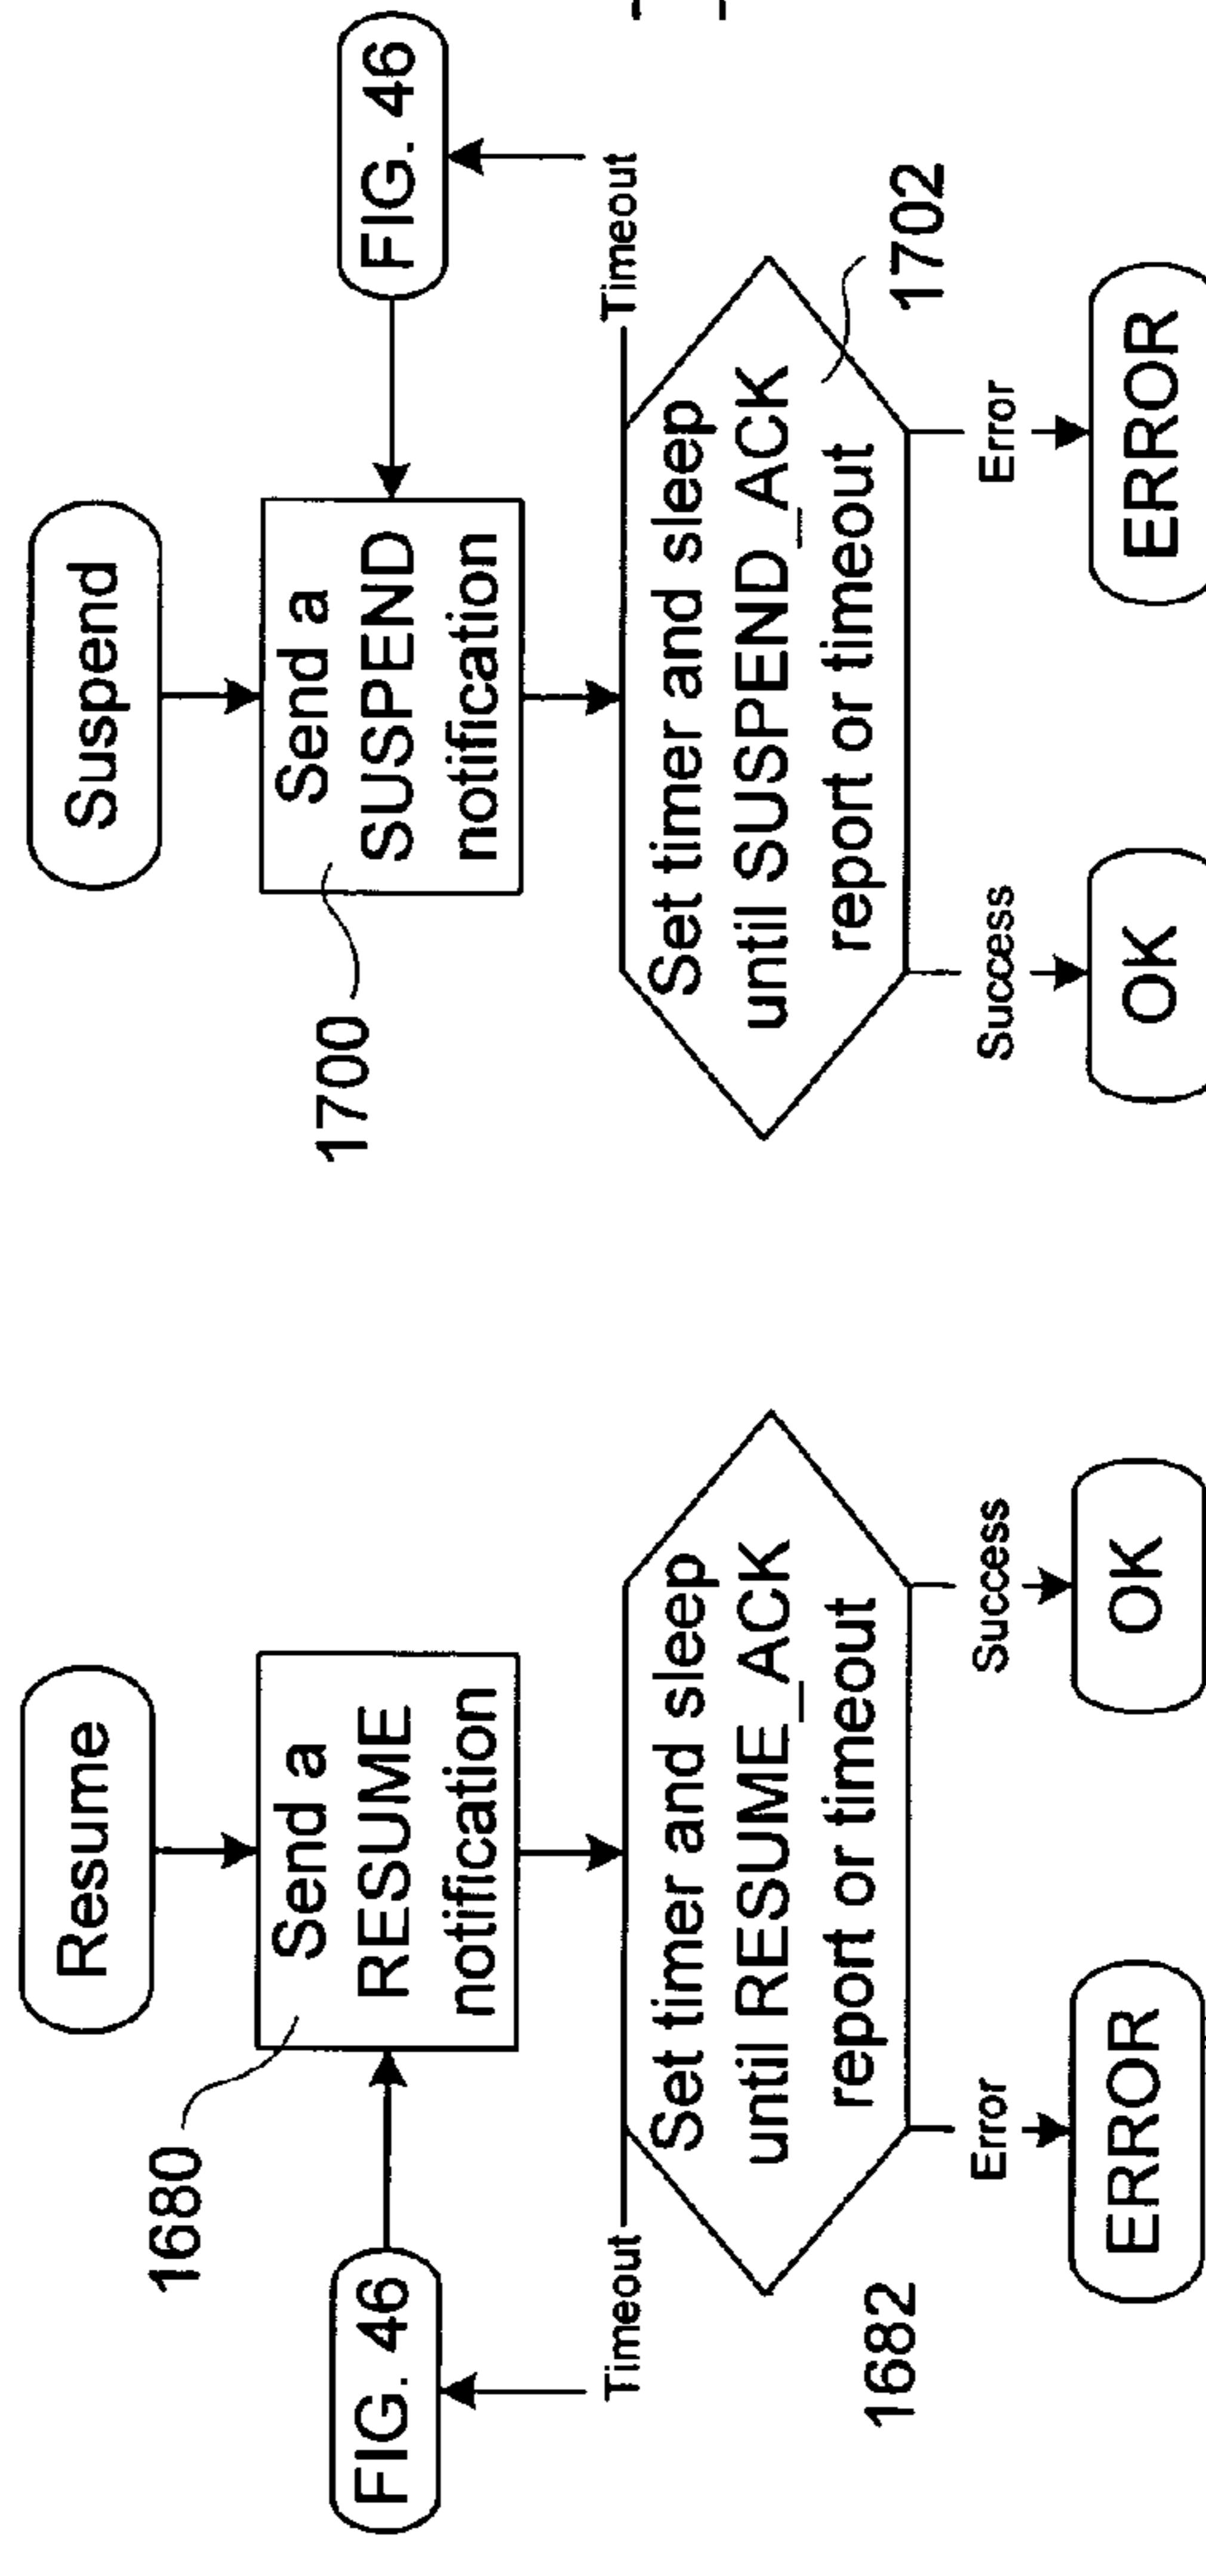 Resume
1680
Send a
RESUME
notification
FIG. 46
Timeout
Set timer and sleep
until RESUME_ACK
report or timeout
1682
Error
Success
ERROR
OK
Suspend
1700
Send a
SUSPEND
notification
FIG. 46
Timeout
Set timer and sleep
until SUSPEND_ACK
report or timeout
1702
Success
Error
OK
ERROR